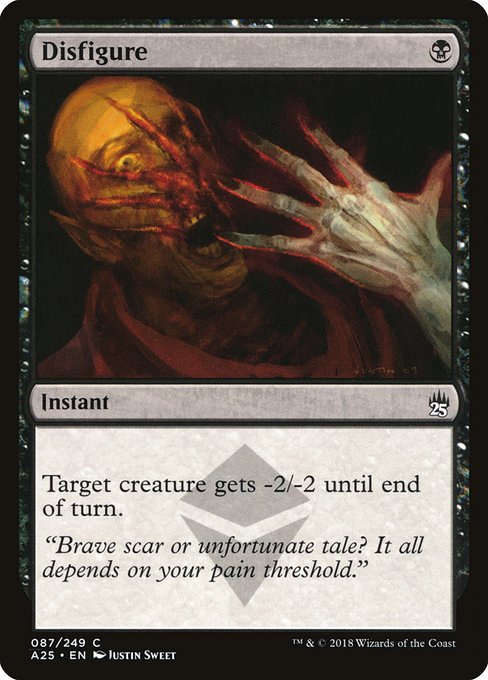 Disfigure
Instant
25
Target creature gets -2/-2 until end
of turn.
“Brave scar or unfortunate tale? It all
depends on your pain threshold.”
087/249 C
A25 • EN Justin Sweet
™ & © 2018 Wizards of the Coast